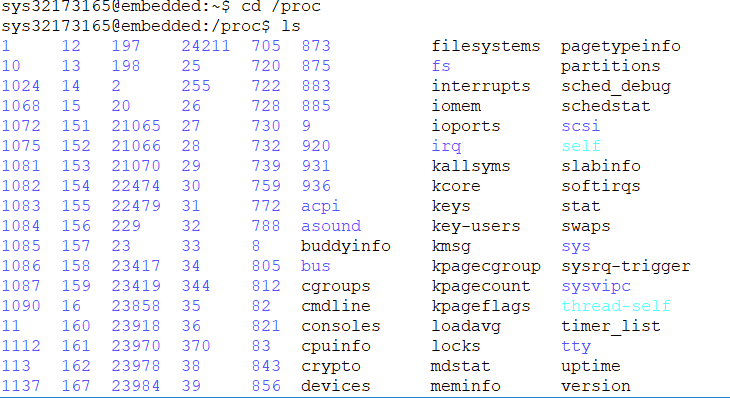 sys32173165@embedded:~$ cd /proc
sys32173165@embedded:/proc$ ls
1     12   197    24211  705  873        filesystems  pagetypeinfo
10    13   198    25     720  875        fs           partitions
1024  14   2      255    722  883        interrupts   sched_debug
1068  15   20     26     728  885        iomem        schedstat
1072  151  21065  27     730  9          ioports      scsi
1075  152  21066  28     732  920        irq          self
1081  153  21070  29     739  931        kallsyms     slabinfo
1082  154  22474  30     759  936        kcore        softirqs
1083  155  22479  31     772  acpi       keys         stat
1084  156  229    32     788  asound     key-users    swaps
1085  157  23     33     8    buddyinfo  kmsg         sys
1086  158  23417  34     805  bus        kpagecgroup  sysrq-trigger
1087  159  23419  344    812  cgroups    kpagecount   sysvipc
1090  16   23858  35     82   cmdline    kpageflags   thread-self
11    160  23918  36     821  consoles   loadavg      timer_list
1112  161  23970  370    83   cpuinfo    locks        tty
113   162  23978  38     843  crypto     mdstat       uptime
1137  167  23984  39     856  devices    meminfo      version